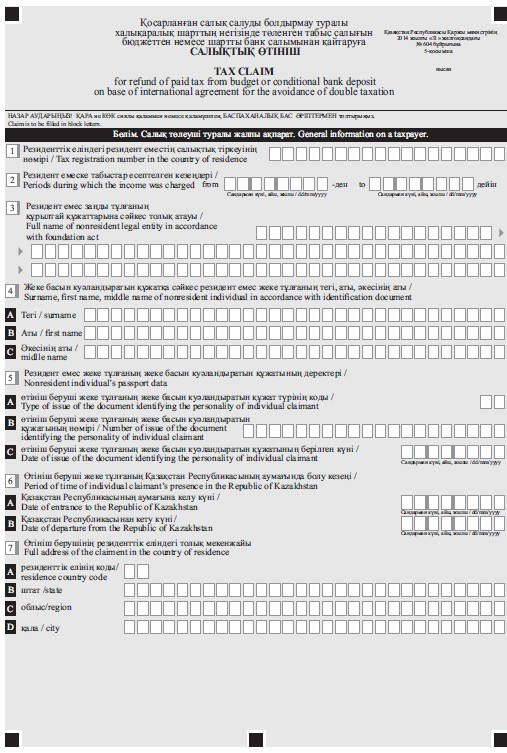 Қосарланған салық салуды болдырмау туралы
халықаралық шарттың негізінде төленген табыс салығын
бюджеттен немесе шартты банк салымынан қайтаруға
САЛЫҚТЫҚ ӨТІНІШ
Қазақстан Республикасы Қаржы министрінің
2014 жылғы «31» желтоқсандағы
№ 604 бұйрығына
5-қосымша
нысан
TAX CLAIM
for refund of paid tax from budget or conditional bank deposit
on base of international agreement for the avoidance of double taxation
НАЗАР АУДАРЫҢЫЗ! ҚАРА не КӨК сиялы қаламмен немесе қаламұшпен, БАСПАХАНАЛЫҚ БАС ӘРІПТЕРМЕН толтырыңыз.
Claim is to be filled in block letters.
Бөлім. Салық төлеуші туралы жалпы ақпарат. General information on a taxpayer.
1 Резиденттік еліндегі резидент еместің салықтық тіркеуінің
нөмірі / Tax registration number in the country of residence
2 Резидент емеске табыстар есептелген кезеңдері /
Periods during which the income was charged from -ден to дейін
Сандармен күні, айы, жылы / dd/mm/yyyy Сандармен күні, айы, жылы / dd/mm/yyyy
3 Резидент емес заңды тұлғаның
құрылтай құжаттарына сәйкес толық атауы /
Full name of nonresident legal entity in accordance
with foundation act
4 Жеке басын куәландырағын құжатқа сәйкес резидент емес жеке тұлғаның тегі, аты, әкесінің аты /
Surname, first name, middle name of nonresident individual in accordance with identification document
A Тегі / surname
B Аты / first name
C Әкесінің аты /
midlle name
5 Резидент емес жеке тұлғаның жеке басын куәландыратын құжатының деректері /
Nonresident individual's passport data
A өтініш беруші жеке тұлғаның жеке басын куәландыратын құжат түрінің коды /
Type of issue of the document identifying the personality of individual claimant
B өтініш беруші жеке тұлғаның жеке басын куәландыратын
құжатының нөмірі / Number of issue of the document
identifying the personality of individual claimant
C өтініш беруші жеке тұлғаның жеке басын куәландыратын құжаттың берілген күні /
Date of issue of the document identifying the personality of individual claimant
Сандармен күні, айы, жылы / dd/mm/yyyy
6 Өтініш беруші жеке тұлғаның Қазақстан Республикасының аумағында болу кезеңі /
Period of time of individual claimant's presence in the Republic of Kazakhstan
A Қазақстан Республикасының аумағына келу күні /
Date of entrance to the Republic of Kazakhstan
Сандармен күні, айы, жылы / dd/mm/yyyy
B Қазақстан Республикасынан кету күні /
Date of departure from the Republic of Kazakhstan
Сандармен күні, айы, жылы / dd/mm/yyyy
7 Өтініш берушінің резиденттік еліндегі толық мекенжайы
Full address of the claimant in the country of residence
A резиденттік елінің коды/
residence country code
B штат /state
C облыс/region
D қала / city